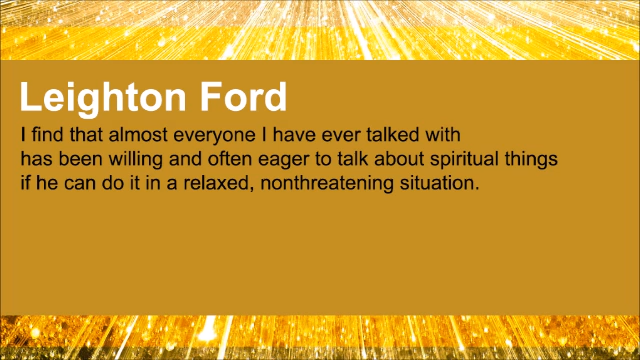 Leighton Ford
I find that almost everyone I have ever talked with
has been willing and often eager to talk about spiritual things
if he can do it in a relaxed, nonthreatening situation.